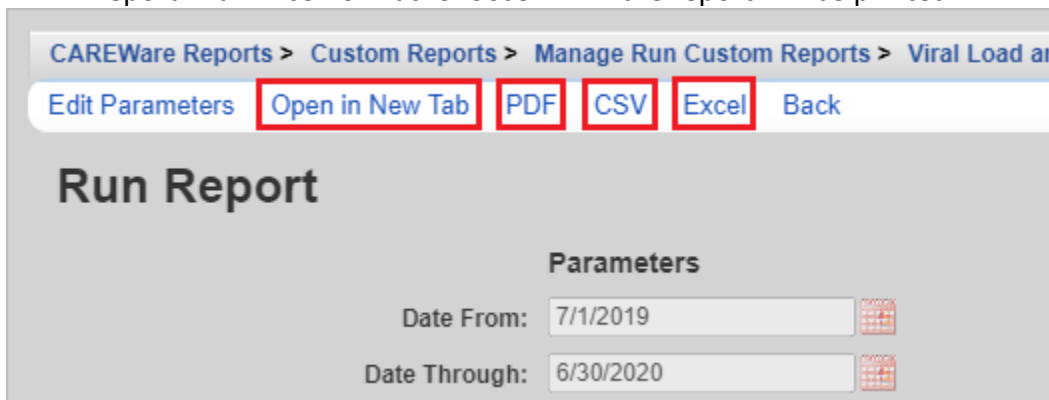 CAREWare Reports > Custom Reports > Manage Run Custom Reports > Viral Load
Edit Parameters Open in New Tab PDF CSV Excel Back
Run Report
Parameters
Date From: 7/1/2019
Date Through: 6/30/2020